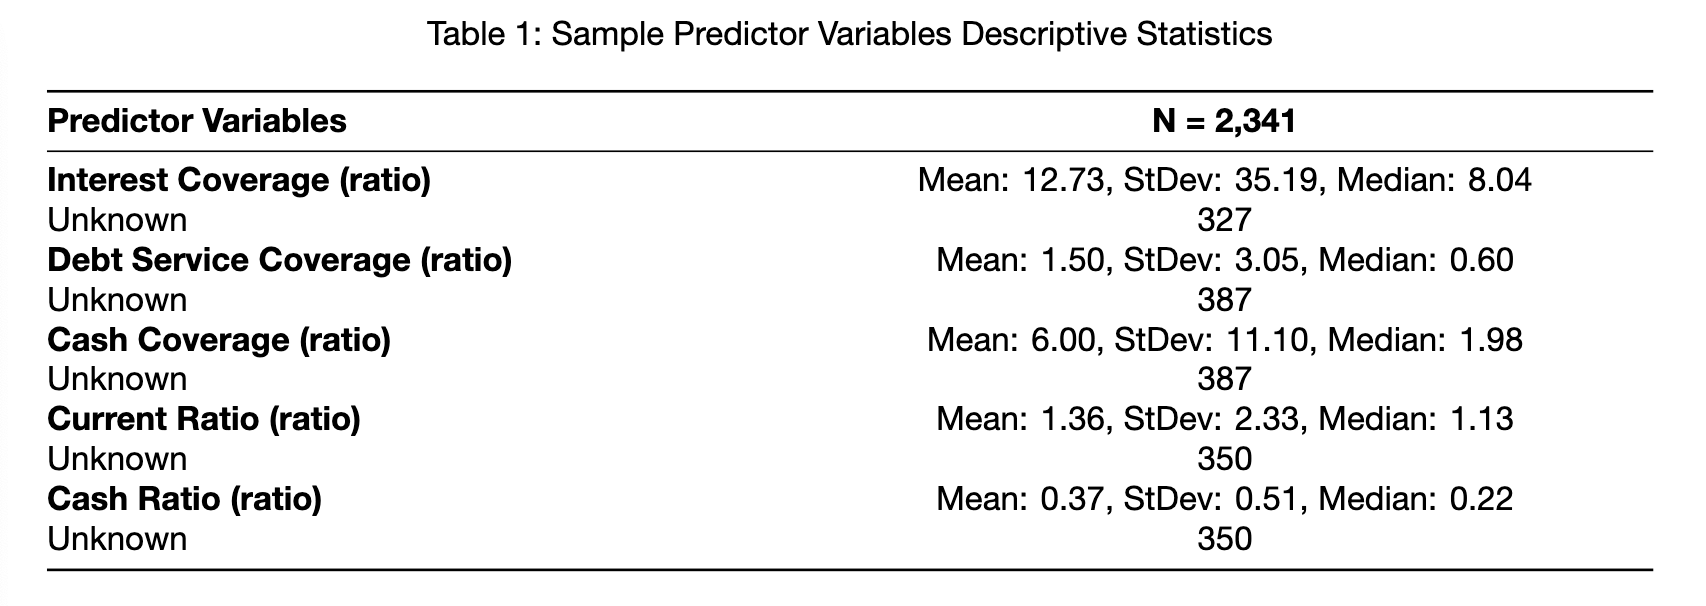 Table 1: Sample Predictor Variables Descriptive Statistics
Predictor Variables N = 2,341
Interest Coverage (ratio) Mean: 12.73, StDev: 35.19, Median: 8.04
Unknown 327
Debt Service Coverage (ratio) Mean: 1.50, StDev: 3.05, Median: 0.60
Unknown 387
Cash Coverage (ratio) Mean: 6.00, StDev: 11.10, Median: 1.98
Unknown 387
Current Ratio (ratio) Mean: 1.36, StDev: 2.33, Median: 1.13
Unknown 350
Cash Ratio (ratio) Mean: 0.37, StDev: 0.51, Median: 0.22
Unknown 350